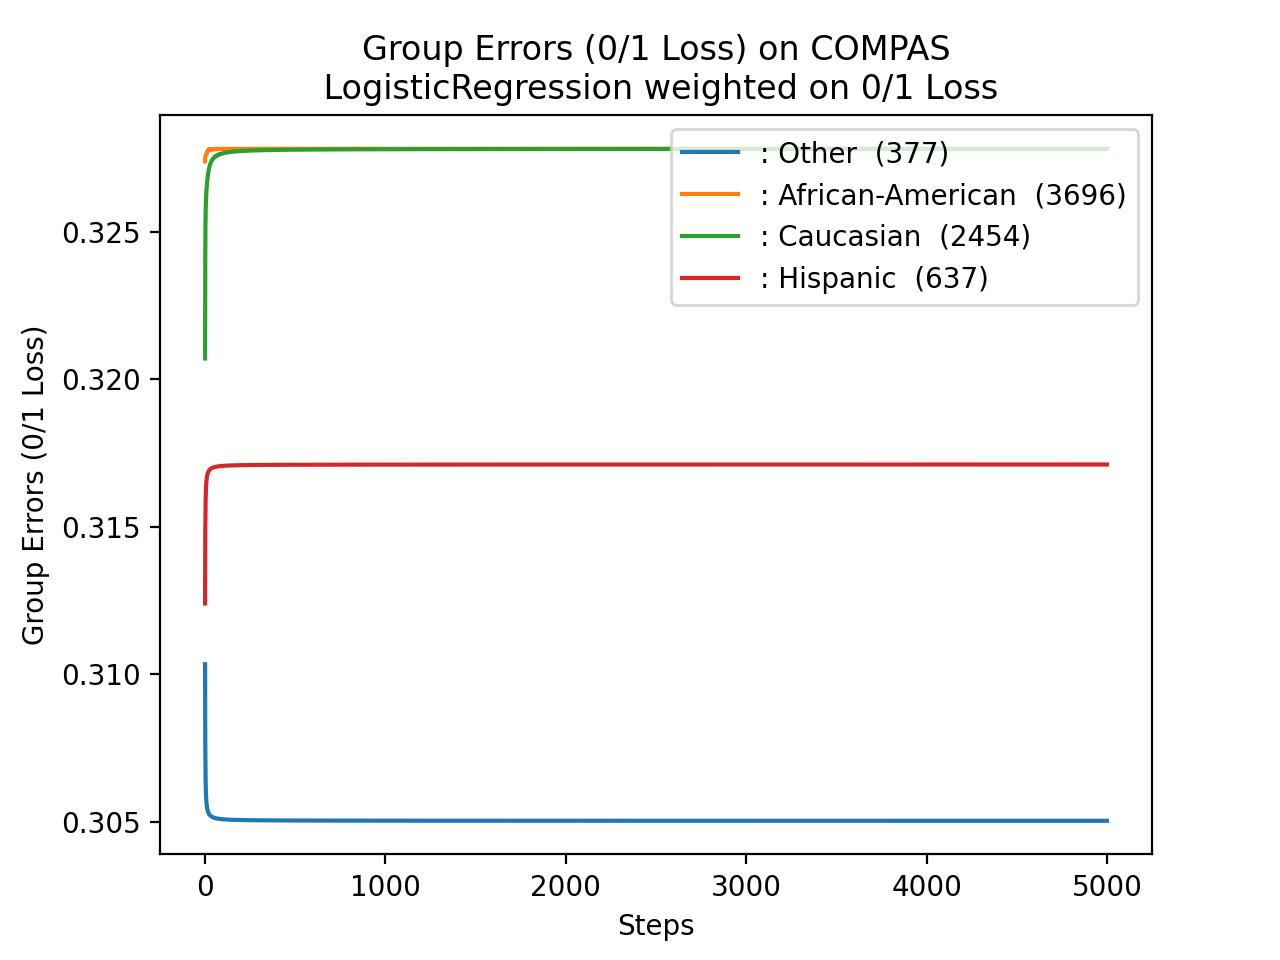 Group Errors (0/1 Loss) on COMPAS
LogisticRegression weighted on 0/1 Loss
: Other (377)
: African-American (3696)
: Caucasian (2454)
: Hispanic (637)
Group Errors (0/1 Loss)
0.325
0.320
0.315
0.310
0.305
0 1000 2000 3000 4000 5000
Steps